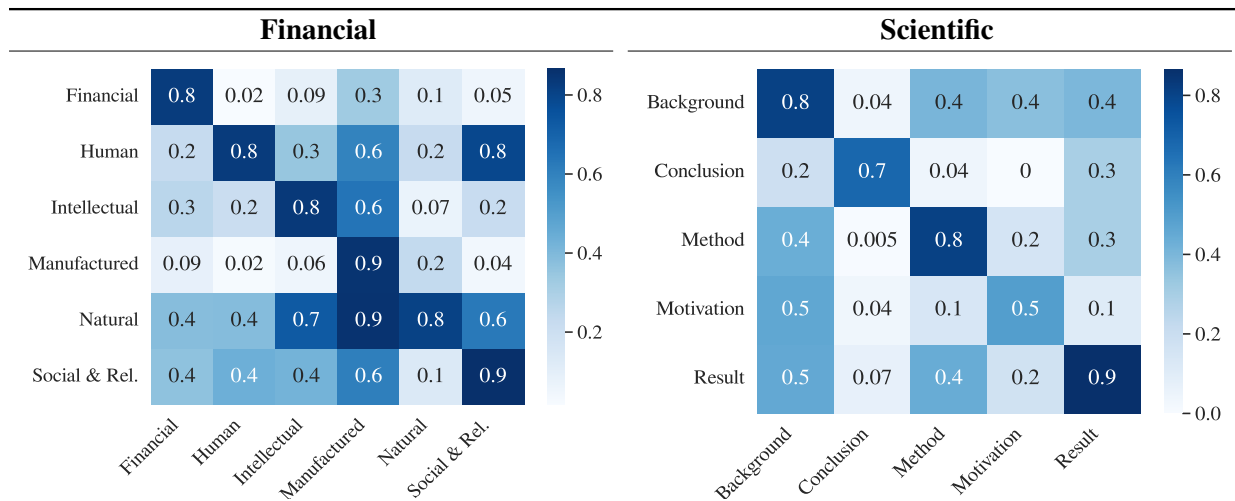 Financial
Scientific
Financial 0.8 0.02 0.09 0.3 0.1 0.05
Human 0.2 0.8 0.3 0.6 0.2 0.8
Intellectual 0.3 0.2 0.8 0.6 0.07 0.2
Manufactured 0.09 0.02 0.06 0.9 0.2 0.04
Natural 0.4 0.4 0.7 0.9 0.8 0.6
Social & Rel. 0.4 0.4 0.4 0.6 0.1 0.9
Financial Human Intellectual Manufactured Natural Social & Rel.
0.8
0.6
0.4
0.2
Background 0.8 0.04 0.4 0.4 0.4
Conclusion 0.2 0.7 0.04 0 0.3
Method 0.4 0.005 0.8 0.2 0.3
Motivation 0.5 0.04 0.1 0.5 0.1
Result 0.5 0.07 0.4 0.2 0.9
Background Conclusion Method Motivation Result
0.8
0.6
0.4
0.2
0.0